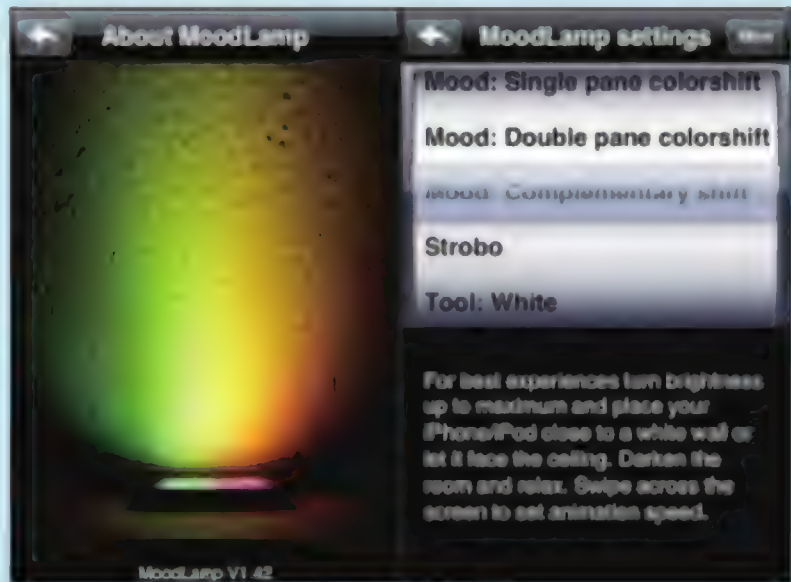 About MoodLamp
MoodLamp V1.42
MoodLamp settings
Mood: Single pane colorshift
Mood: Double pane colorshift
Mood: Complementary shift
Strobo
Tool: White
For best experiences turn brightness
up to maximum and place your
iPhone/iPod close to a white wall or
let it face the ceiling. Darken the
room and relax. Swipe across the
screen to set animation speed.